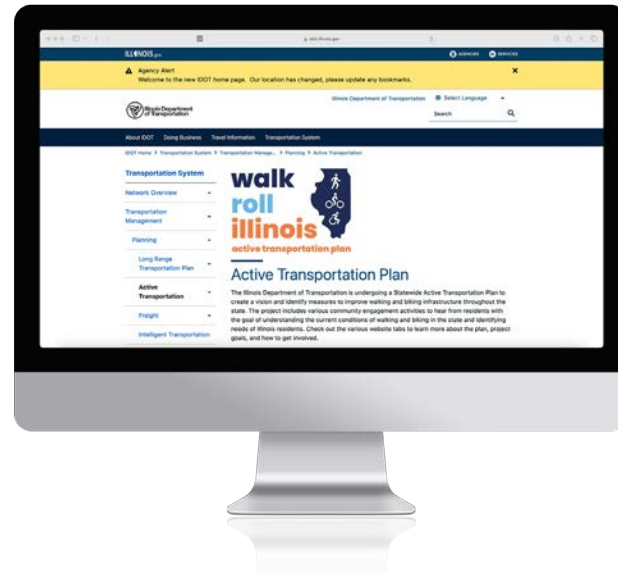 idot.illinois.gov
ILLINOIS.gov
AGENCIES SERVICES
Agency Alert
Welcome to the new IDOT home page. Our location has changed, please update any bookmarks.
Illinois Department of Transportation Select Language
Illinois Department
of Transportation
Search
About IDOT Doing Business Travel Information Transportation System
IDOT Home > Transportation System > Transportation Manage... > Planning > Active Transportation
Transportation System
Network Overview
Transportation
Management
Planning
Long Range
Transportation Plan
Active
Transportation
Freight
Intelligent Transportation
walk
roll
illinois
active transportation plan
Active Transportation Plan
The Illinois Department of Transportation is undergoing a Statewide Active Transportation Plan to
create a vision and identify measures to improve walking and biking infrastructure throughout the
state. The project includes various community engagement activities to hear from residents with
the goal of understanding the current conditions of walking and biking in the state and identifying
needs of Illinois residents. Check out the various website tabs to learn more about the plan, project
goals, and how to get involved.